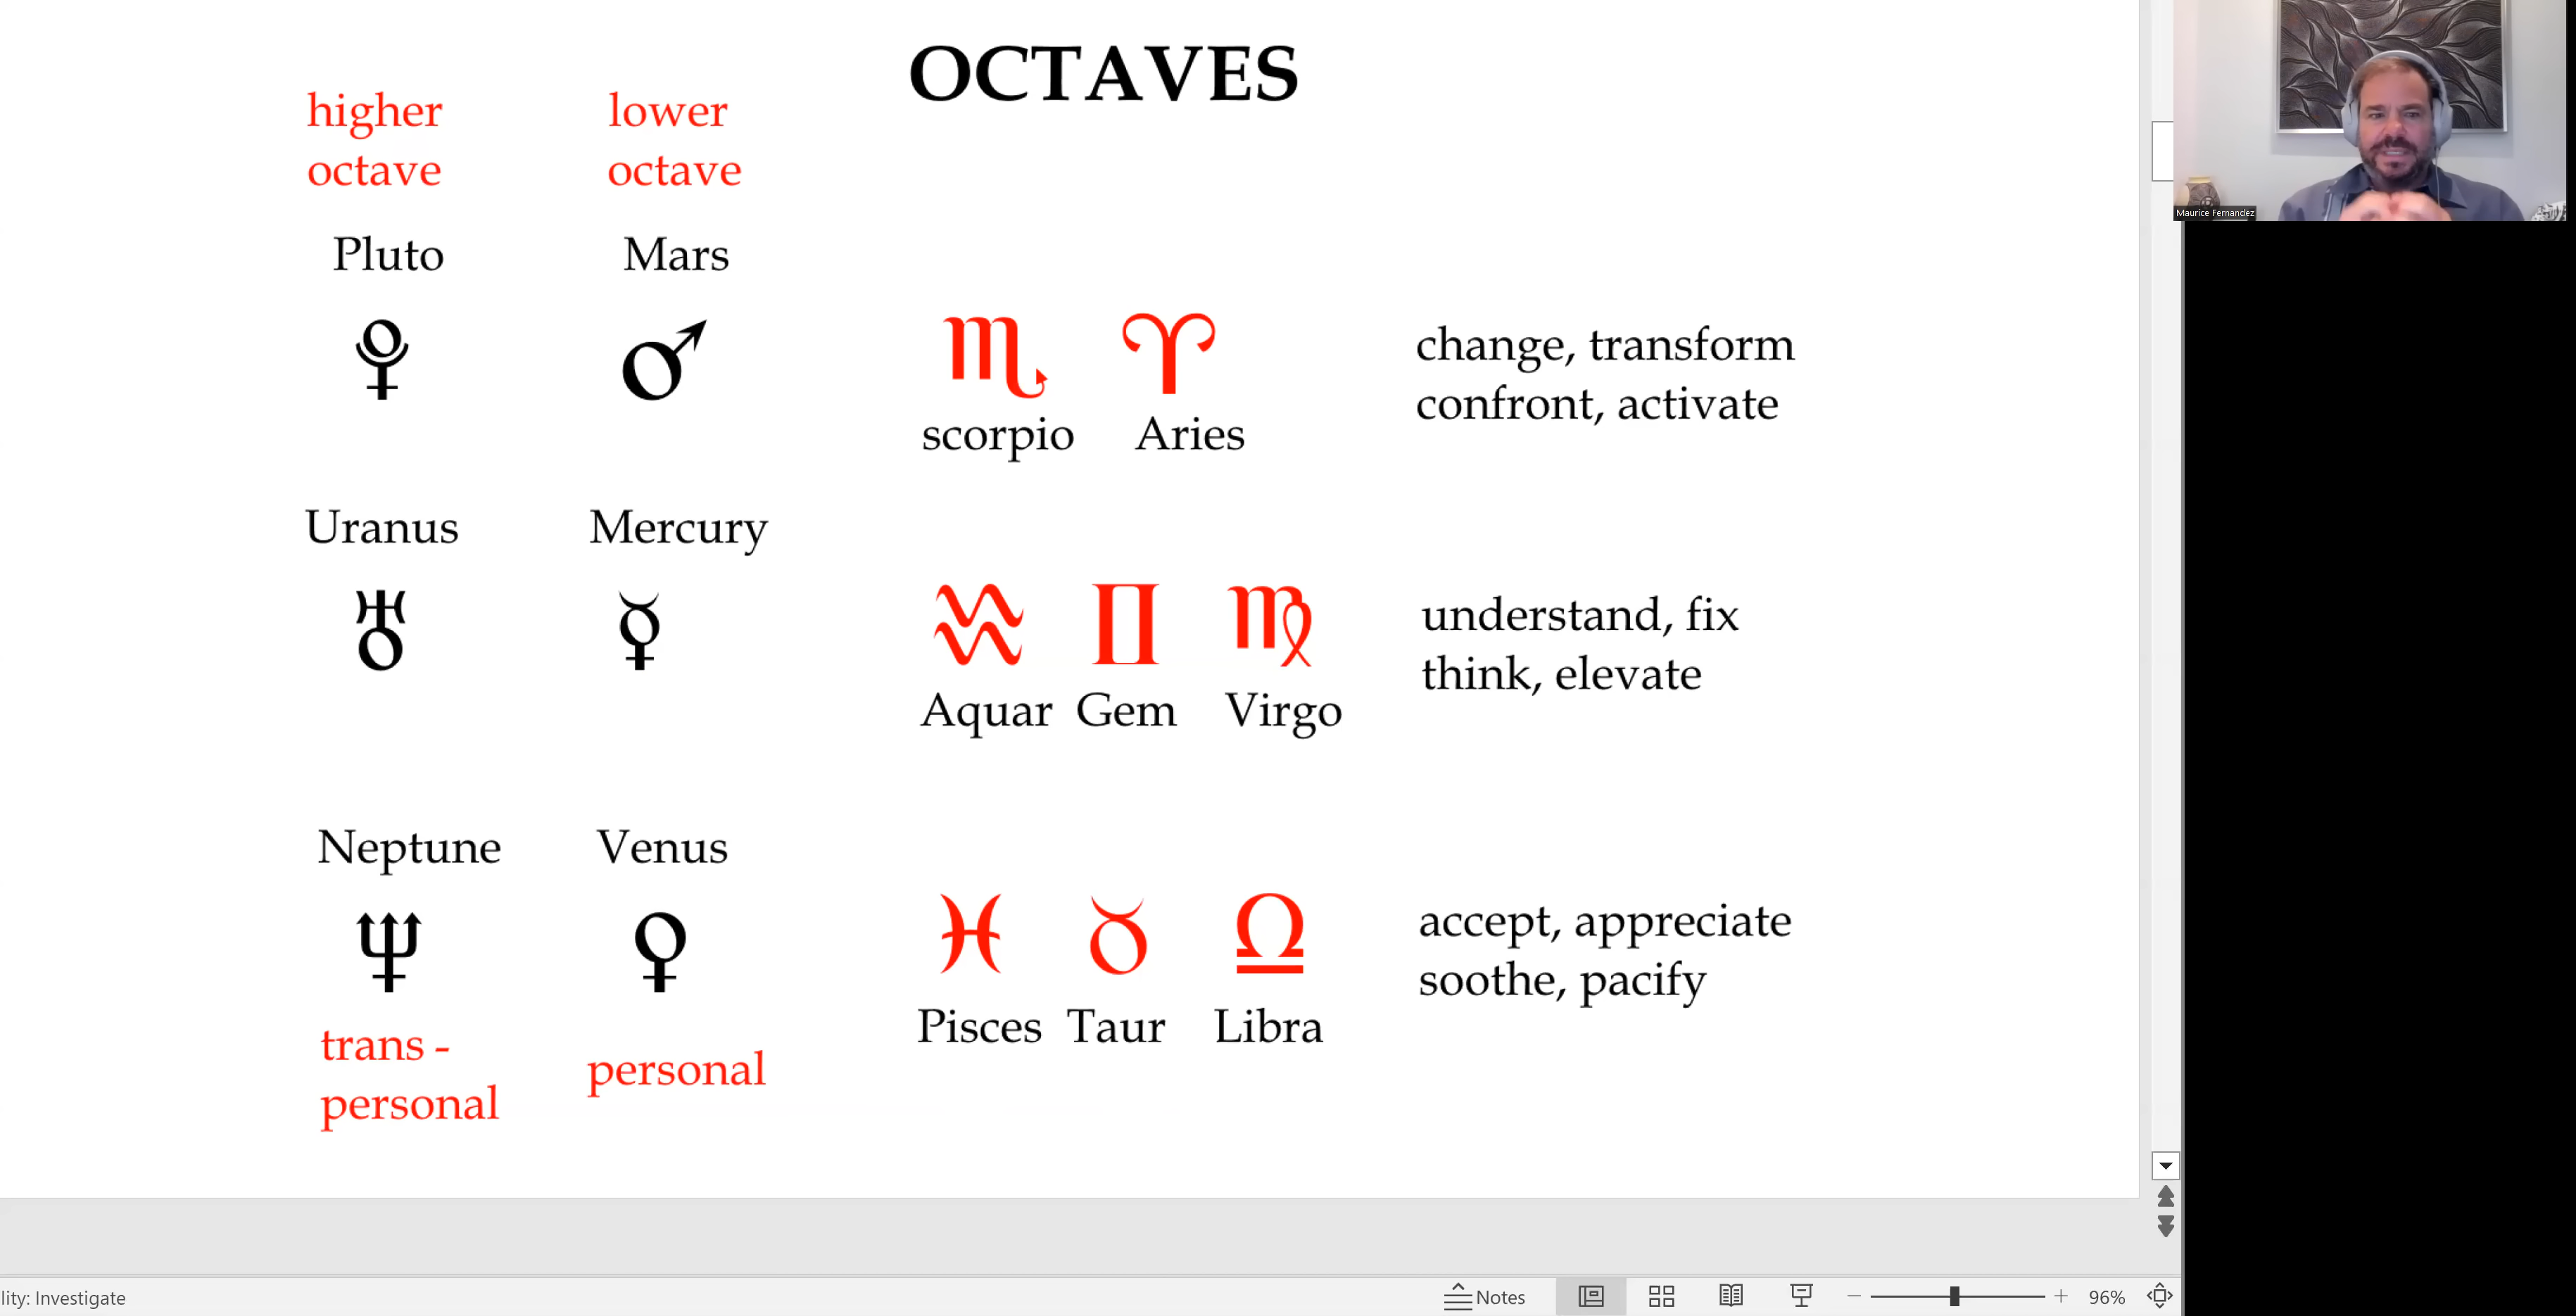 OCTAVES
higher
octave
lower
octave
Pluto
Mars
scorpio
Aries
change, transform
confront, activate
Uranus
Mercury
Aquar
Gem
Virgo
understand, fix
think, elevate
Neptune
Venus
Pisces
Taur
Libra
accept, appreciate
soothe, pacify
trans -
personal
personal
Maurice Fernandez
lity: Investigate
Notes
96%